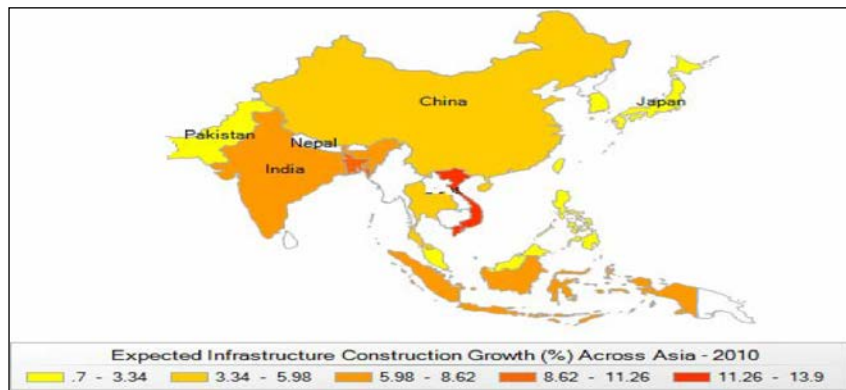 China
Japan
Pakistan
Nepal
India
Expected Infrastructure Construction Growth (%) Across Asia - 2010
.7 - 3.34 3.34 - 5.98 5.98 - 8.62 8.62 - 11.26 11.26 - 13.9